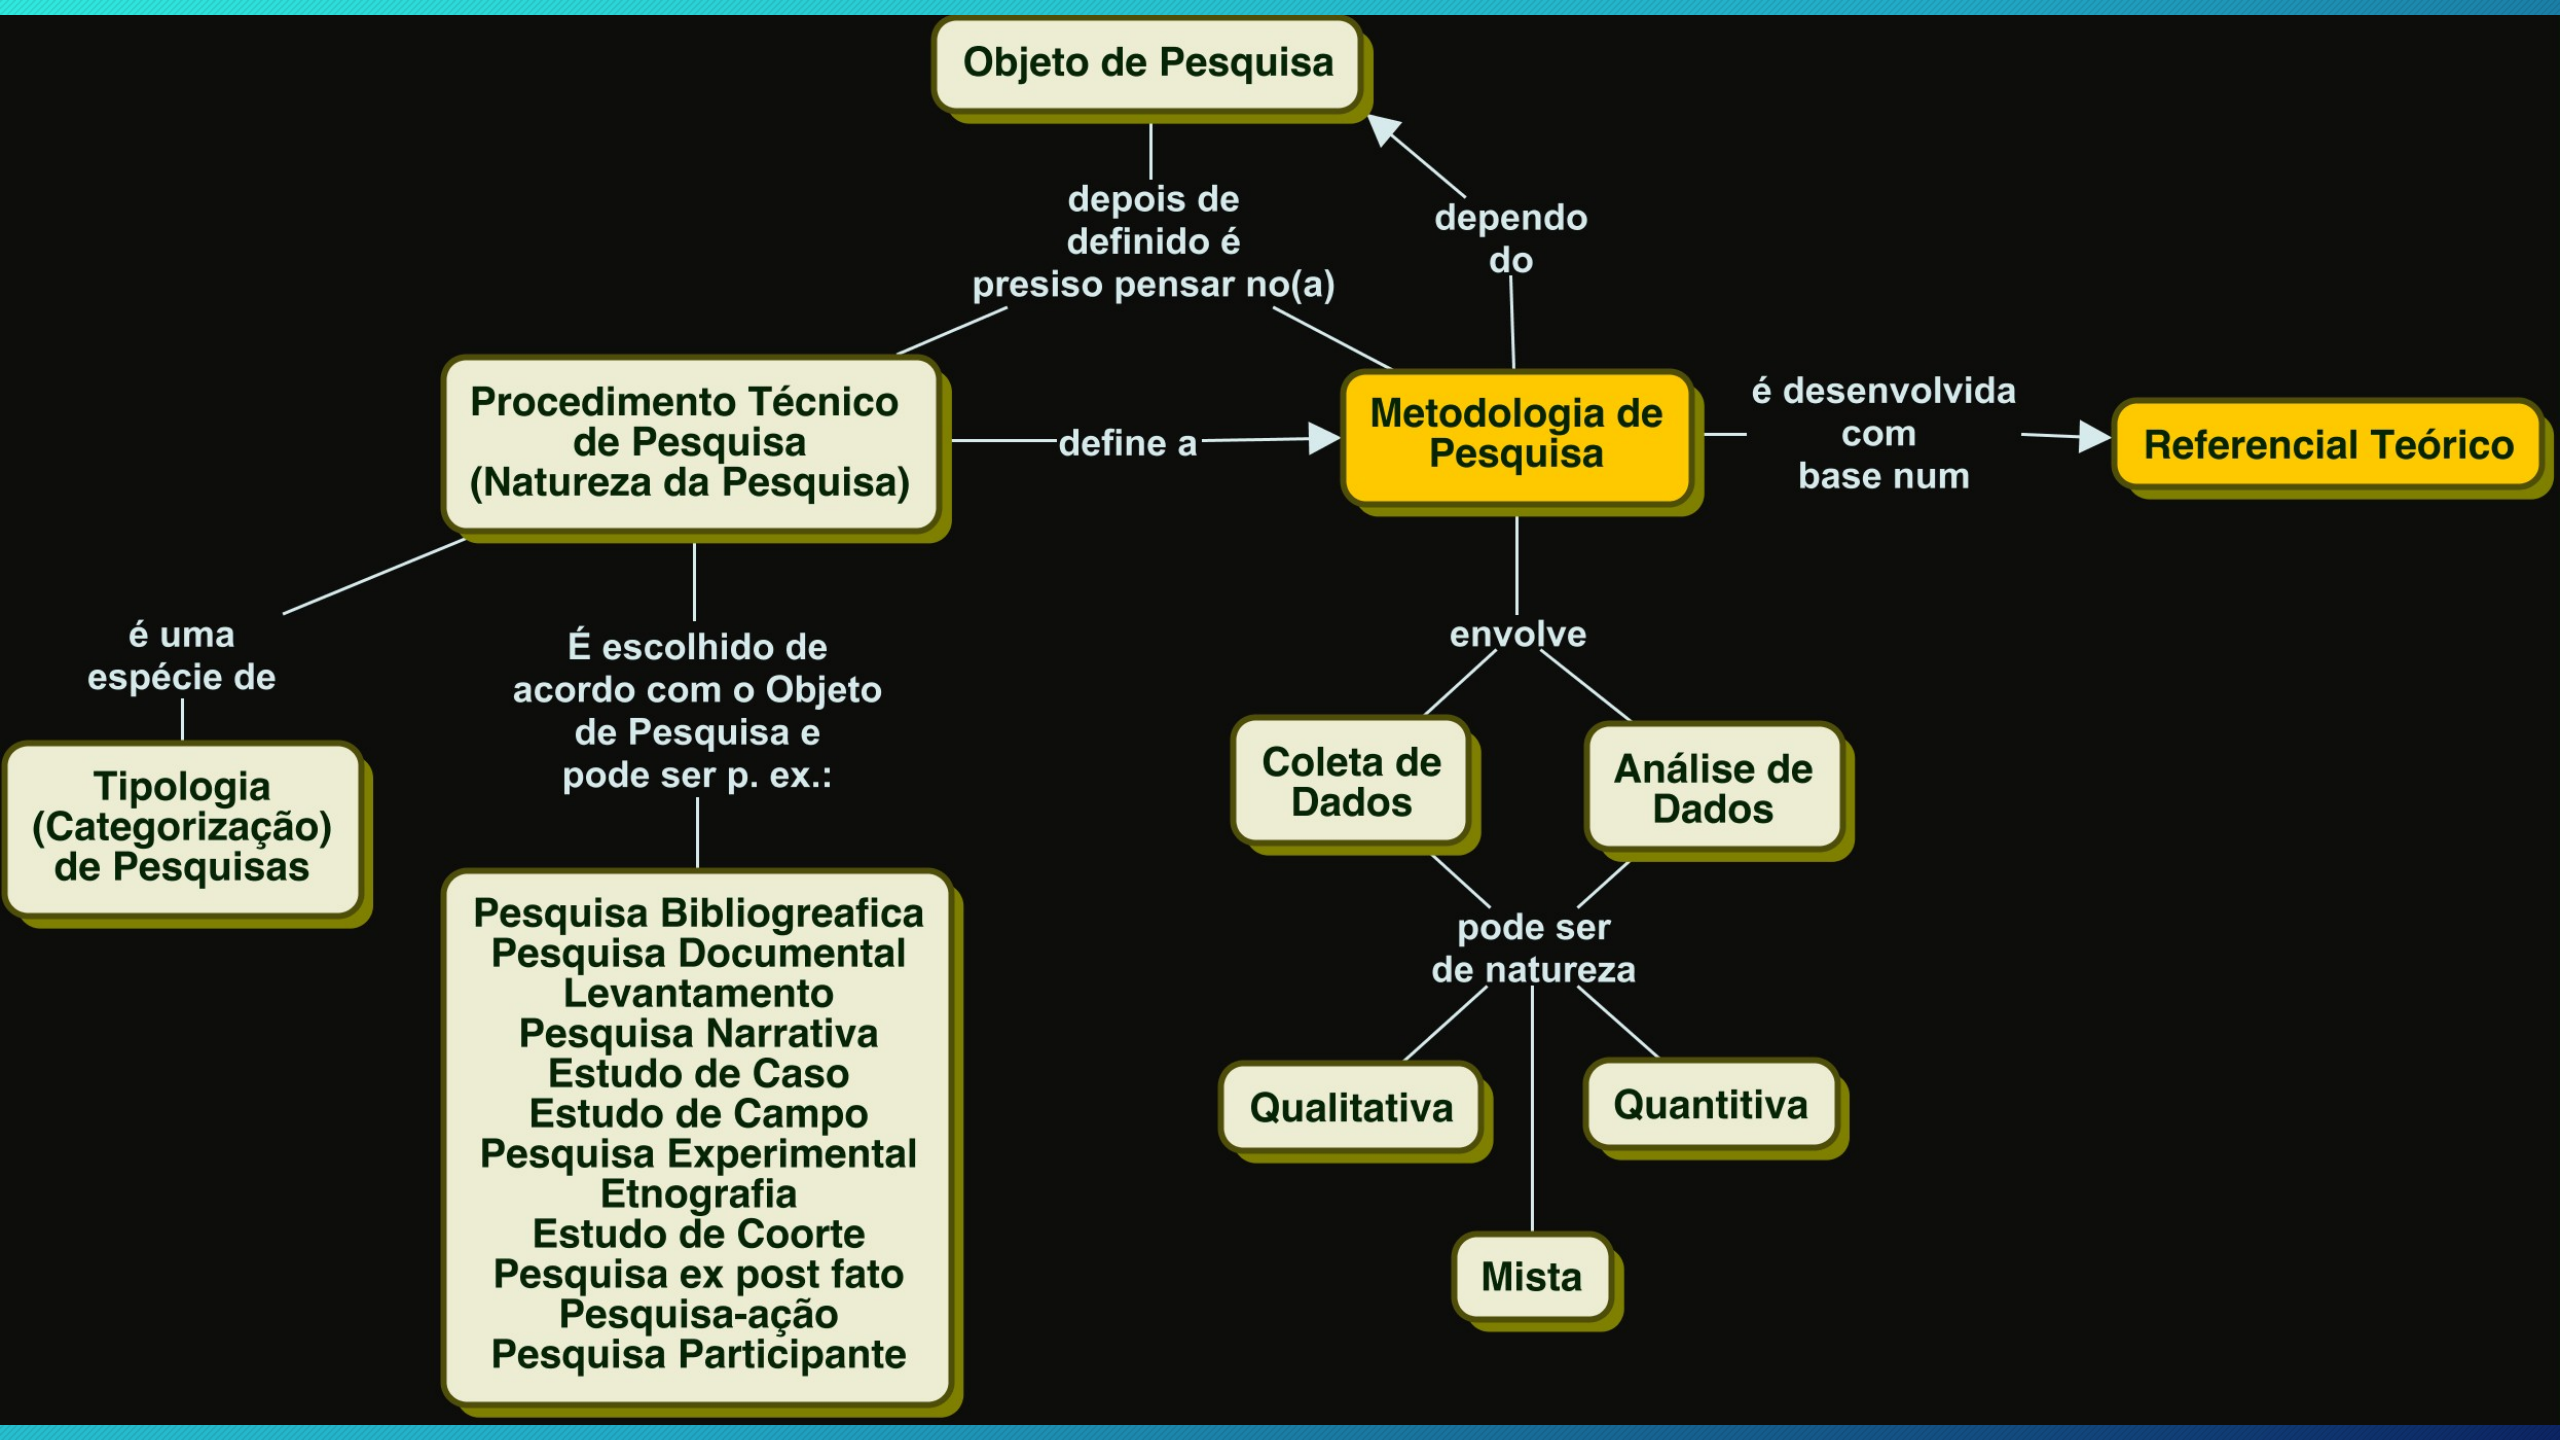 Objeto de Pesquisa
depois de
definido é
presiso pensar no(a)
dependo
do
Procedimento Técnico
de Pesquisa
(Natureza da Pesquisa)
define a
Metodologia de
Pesquisa
é desenvolvida
com
base num
Referencial Teórico
é uma
espécie de
Tipologia
(Categorização)
de Pesquisas
É escolhido de
acordo com o Objeto
de Pesquisa e
pode ser p. ex.:
Pesquisa Bibliogreafica
Pesquisa Documental
Levantamento
Pesquisa Narrativa
Estudo de Caso
Estudo de Campo
Pesquisa Experimental
Etnografia
Estudo de Coorte
Pesquisa ex post fato
Pesquisa-ação
Pesquisa Participante
envolve
Coleta de
Dados
Análise de
Dados
pode ser
de natureza
Qualitativa
Quantitiva
Mista